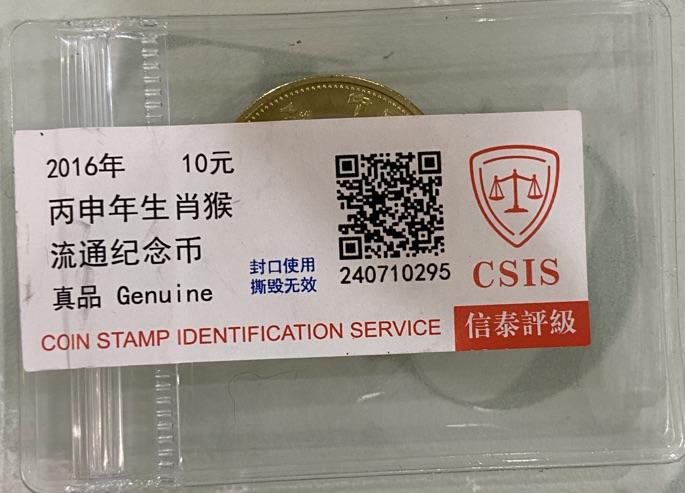 2016年 10元
丙申年生肖猴
流通纪念币
真品 Genuine
封口使用
撕毁无效
240710295
CSIS
COIN STAMP IDENTIFICATION SERVICE
信泰評級